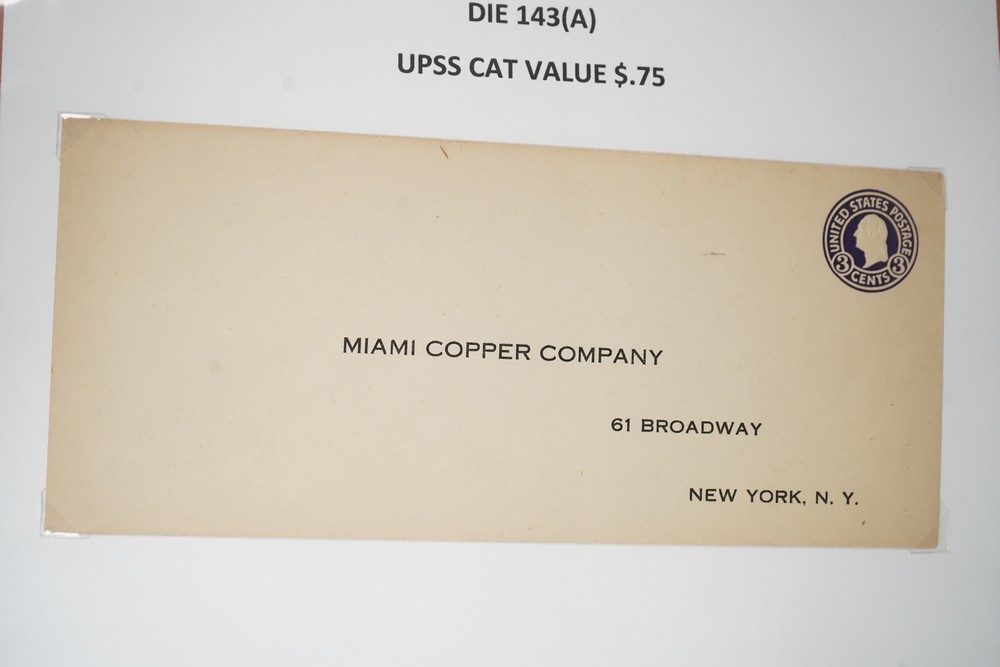 DIE 143(A)
UPSS CAT VALUE $.75
UNITED STATES POSTAGE
3 CENTS 3
MIAMI COPPER COMPANY
61 BROADWAY
NEW YORK, N. Y.